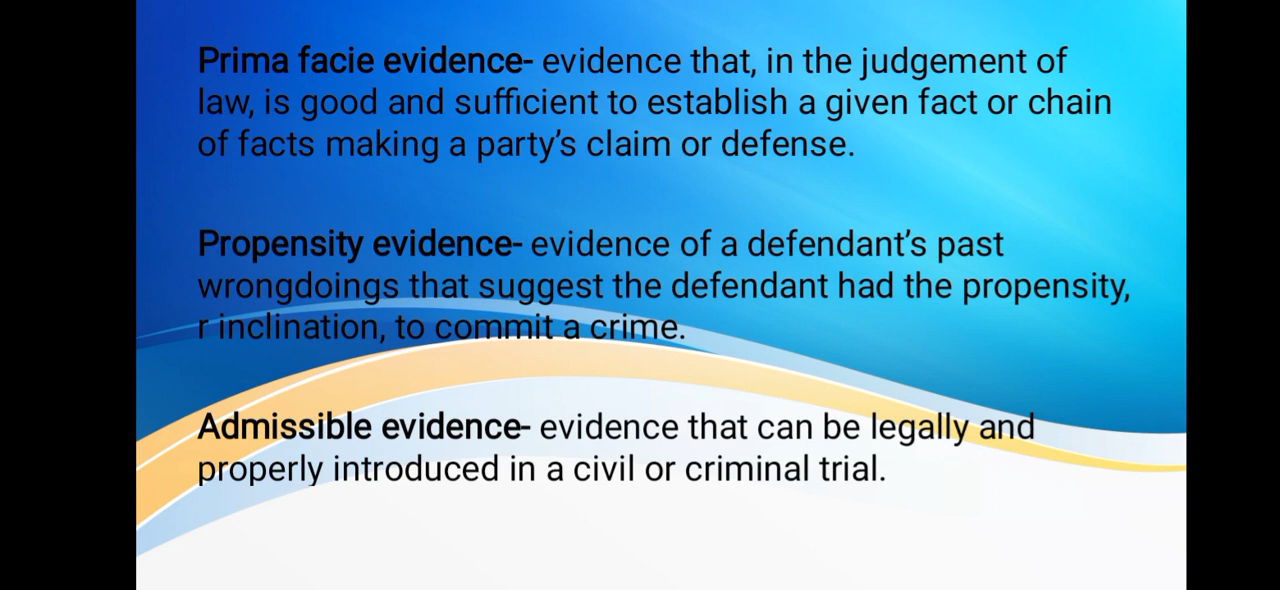 Prima facie evidence- evidence that, in the judgement of
law, is good and sufficient to establish a given fact or chain
of facts making a party’s claim or defense.
Propensity evidence- evidence of a defendant’s past
wrongdoings that suggest the defendant had the propensity,
r inclination, to commit a crime.
Admissible evidence- evidence that can be legally and
properly introduced in a civil or criminal trial.